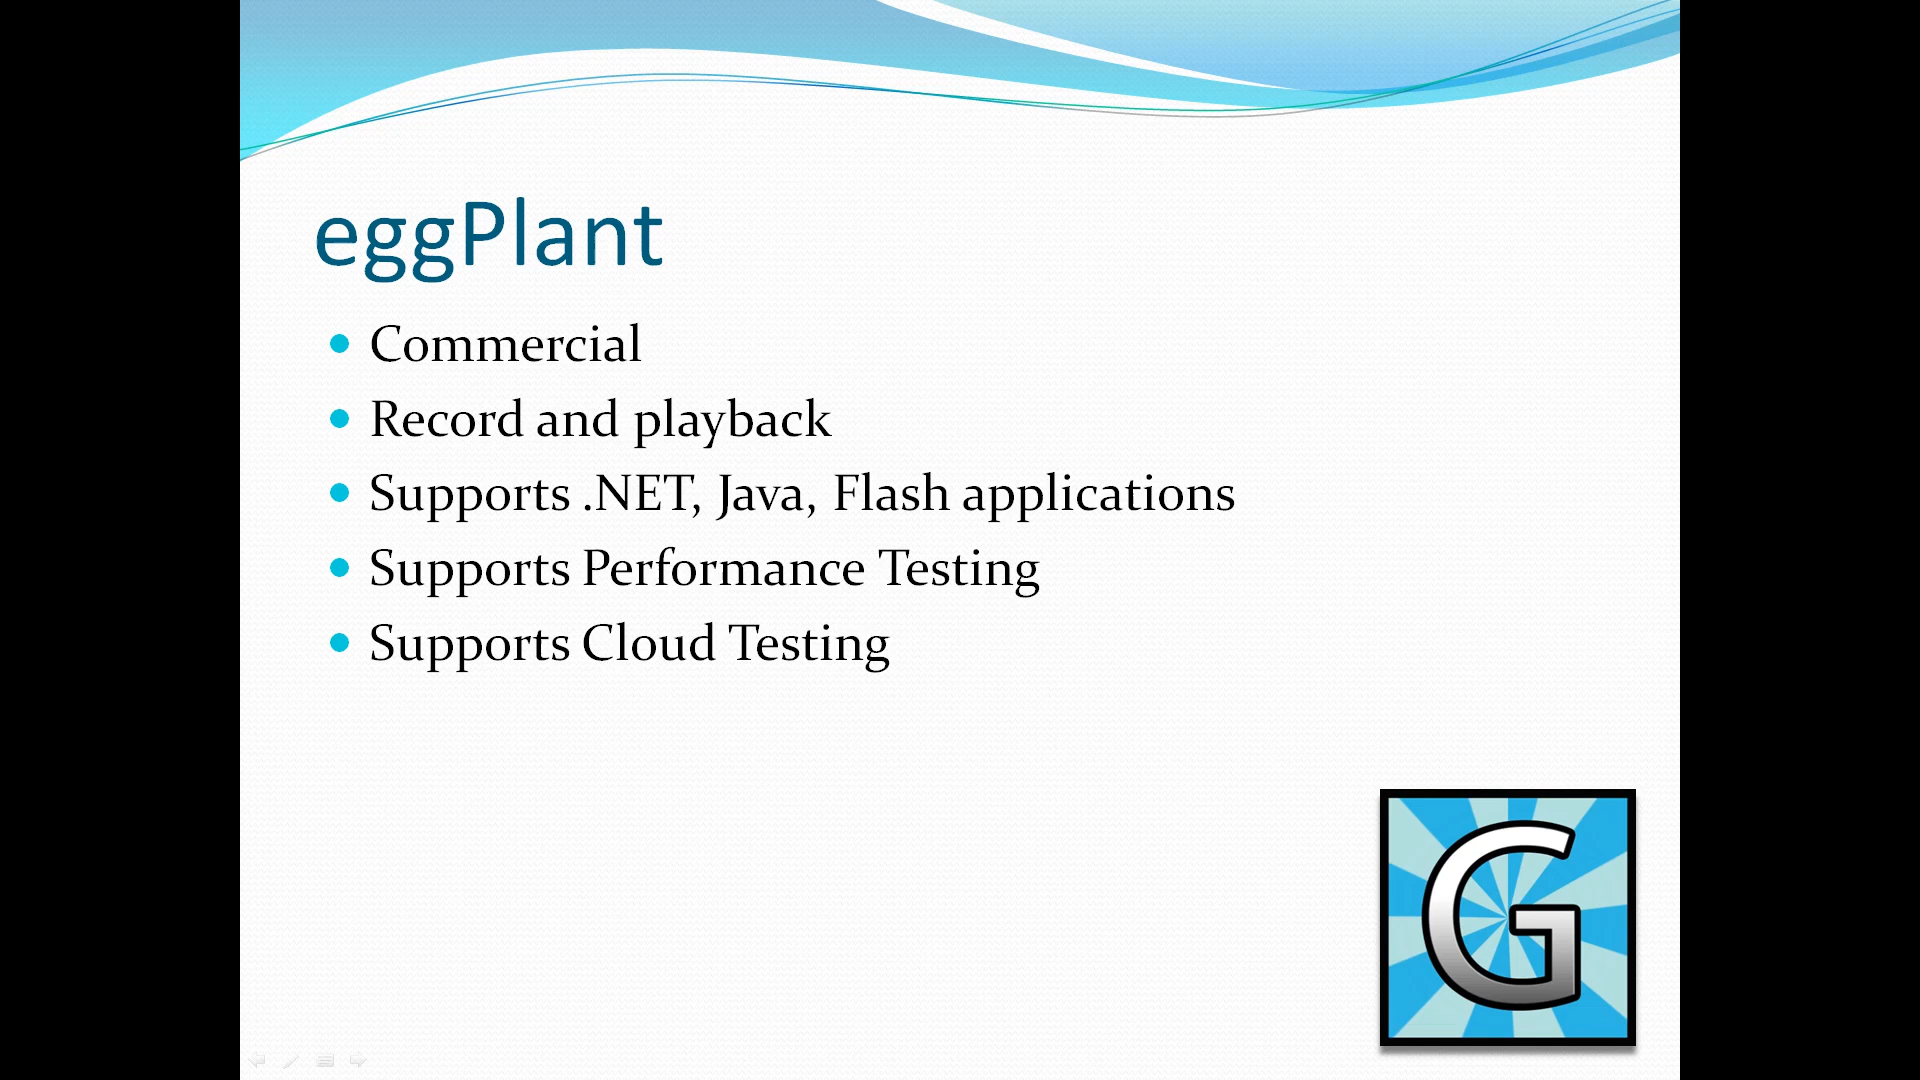 eggPlant
Commercial
Record and playback
Supports .NET, Java, Flash applications
Supports Performance Testing
Supports Cloud Testing
G